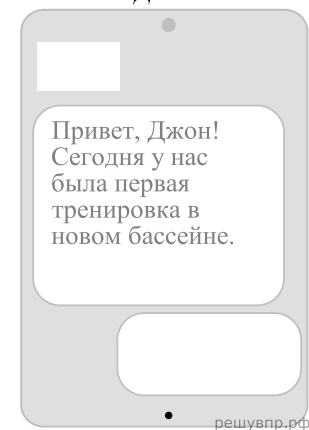 Привет, Джон!
Сегодня у нас
была первая
тренировка в
новом бассейне.
решувпр.рф